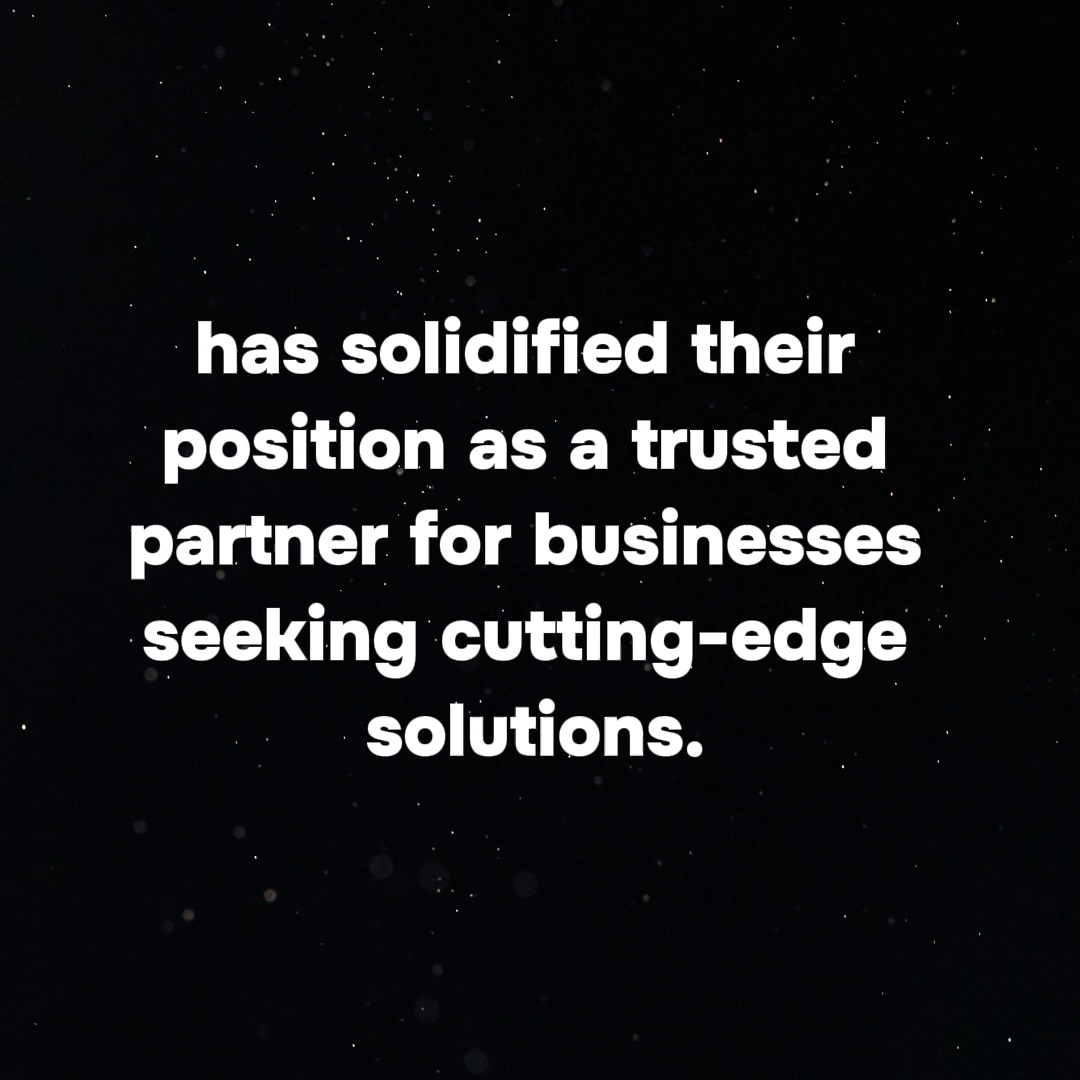 has solidified their
position as a trusted
partner for businesses
seeking cutting-edge
solutions.